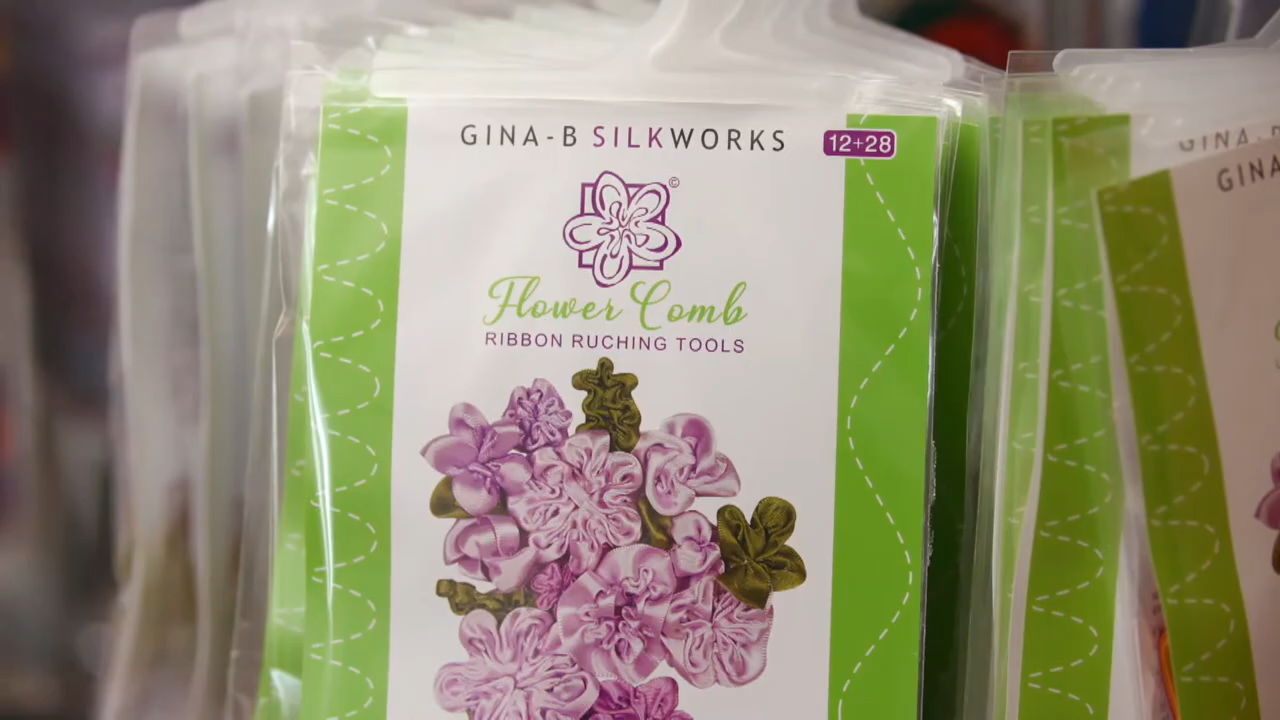 GINA-B SILKWORKS
12+28
©
Flower Comb
RIBBON RUCHING TOOLS
GINA